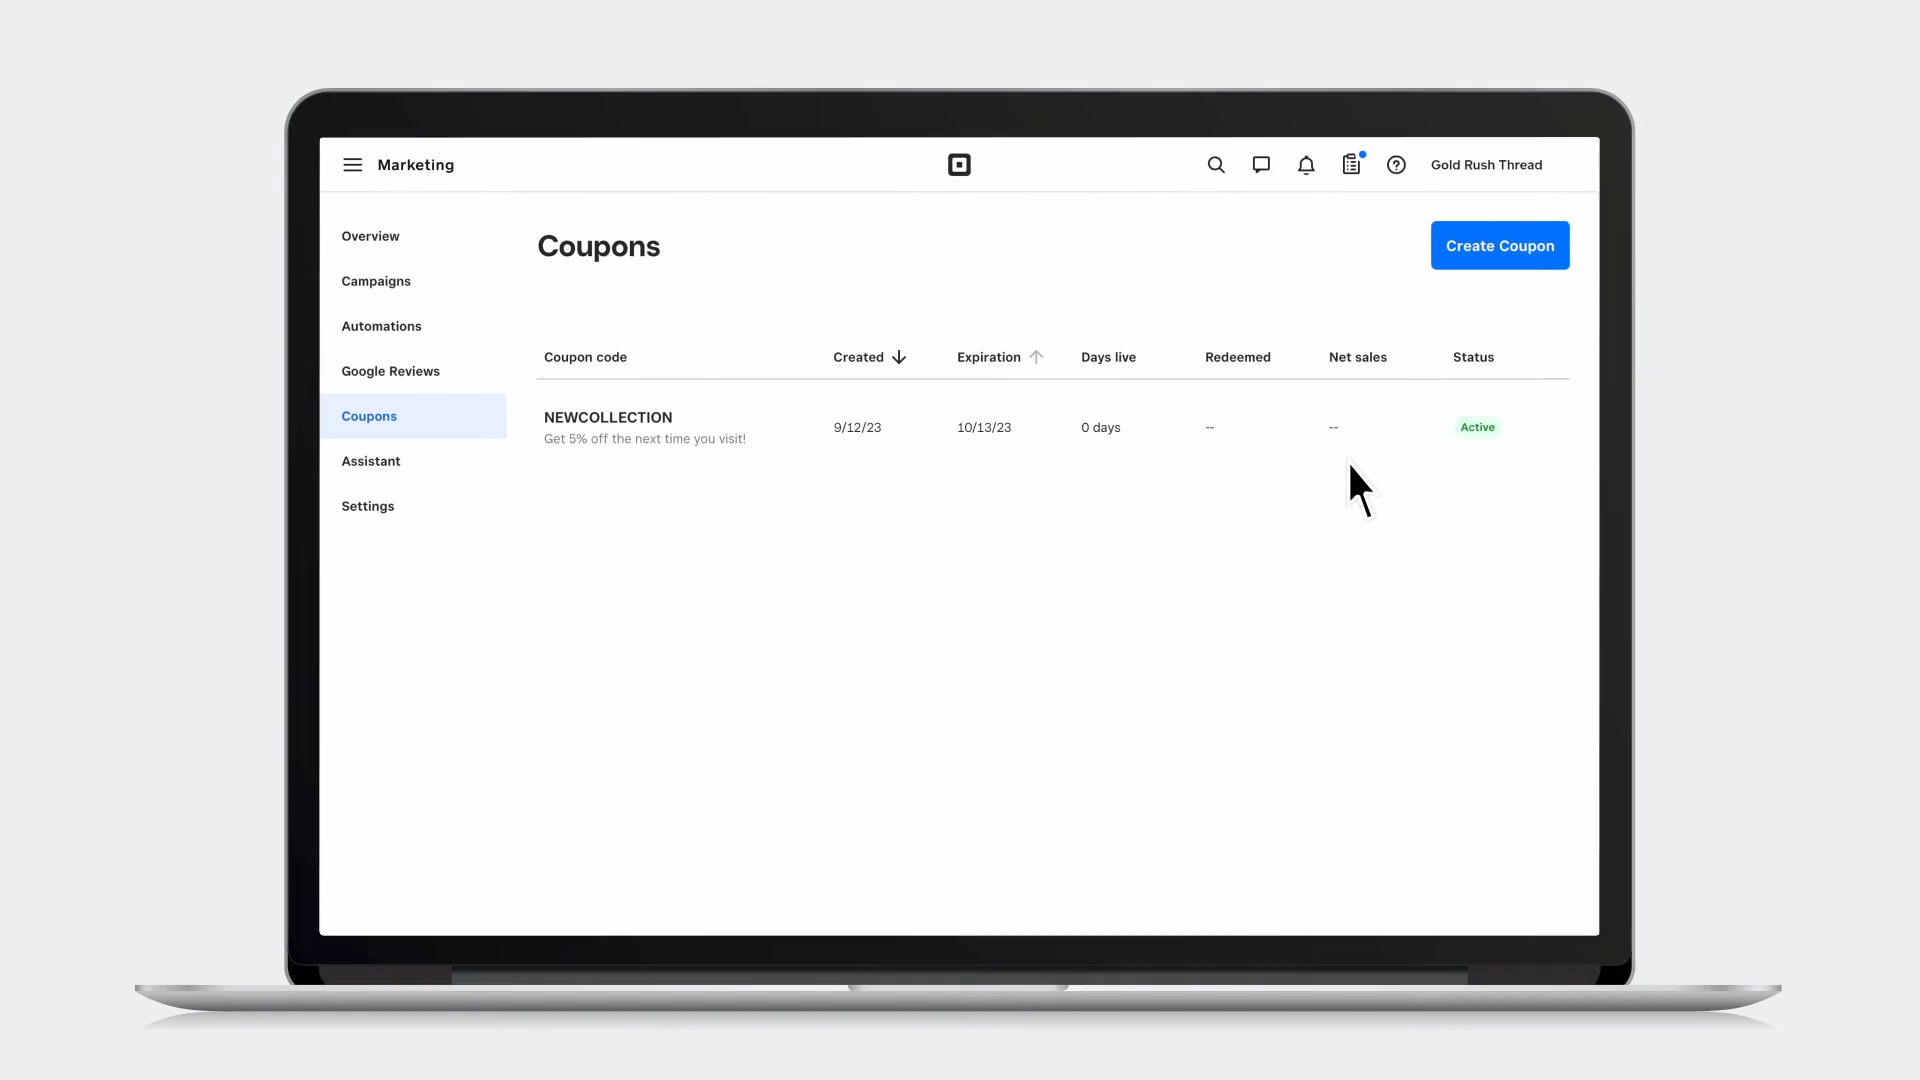 Marketing
Gold Rush Thread
Overview
Campaigns
Automations
Google Reviews
Coupons
Assistant
Settings
Coupons
Create Coupon
Coupon code Created Expiration Days live Redeemed Net sales Status
NEWCOLLECTION
Get 5% off the next time you visit!
9/12/23 10/13/23 0 days -- -- Active